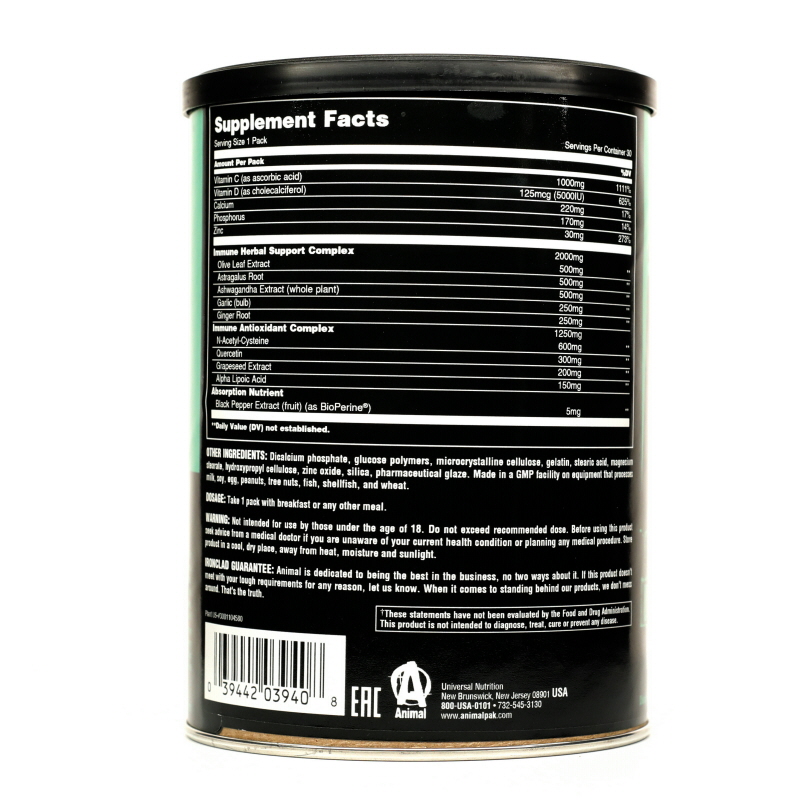 Supplement Facts
Serving Size 1 Pack Servings Per Container 30
Amount Per Pack %DV
Vitamin C (as ascorbic acid) 1000mg 1111%
Vitamin D (as cholecalciferol) 125mcg (5000IU) 625%
Calcium 220mg 17%
Phosphorus 170mg 14%
Zinc 30mg 273%
Immune Herbal Support Complex 2000mg
Olive Leaf Extract 500mg **
Astragalus Root 500mg **
Ashwagandha Extract (whole plant) 500mg **
Garlic (bulb) 250mg **
Ginger Root 250mg **
Immune Antioxidant Complex 1250mg
N-Acetyl-Cysteine 600mg **
Quercetin 300mg **
Grapeseed Extract 200mg **
Alpha Lipoic Acid 150mg **
Absorption Nutrient
Black Pepper Extract (fruit) (as BioPerine®) 5mg **
**Daily Value (DV) not established.
OTHER INGREDIENTS: Dicalcium phosphate, glucose polymers, microcrystalline cellulose, gelatin, stearic acid, magnesium
stearate, hydroxypropyl cellulose, zinc oxide, silica, pharmaceutical glaze. Made in a GMP facility on equipment that processes
milk, soy, egg, peanuts, tree nuts, fish, shellfish, and wheat.
DOSAGE: Take 1 pack with breakfast or any other meal.
WARNING: Not intended for use by those under the age of 18. Do not exceed recommended dose. Before using this product
seek advice from a medical doctor if you are unaware of your current health condition or planning any medical procedure. Store
product in a cool, dry place, away from heat, moisture and sunlight.
IRONCLAD GUARANTEE: Animal is dedicated to being the best in the business, no two ways about it. If this product doesn't
meet with your tough requirements for any reason, let us know. When it comes to standing behind our products, we don't mess
around. That's the truth.
†These statements have not been evaluated by the Food and Drug Administration.
This product is not intended to diagnose, treat, cure or prevent any disease.
0 39442 03940 8
EAC
A
Animal
Universal Nutrition
New Brunswick, New Jersey 08901 USA
800-USA-0101 • 732-545-3130
www.animalpak.com